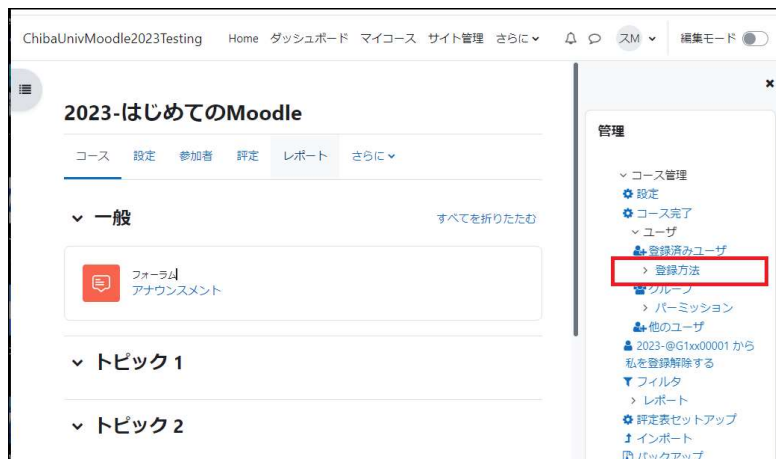 ChibaUnivMoodle2023Testing Home ダッシュボード マイコース サイト管理 さらに スM 編集モード
2023-はじめてのMoodle
コース 設定 参加者 評定 レポート さらに
一般 すべてを折りたたむ
フォーラム
アナウンスメント
トピック 1
トピック 2
管理
コース管理
設定
コース完了
ユーザ
登録済みユーザ
登録方法
グループ
パーミッション
他のユーザ
2023-@G1xx00001 から
私を登録解除する
フィルタ
レポート
評定表セットアップ
インポート
バックアップ